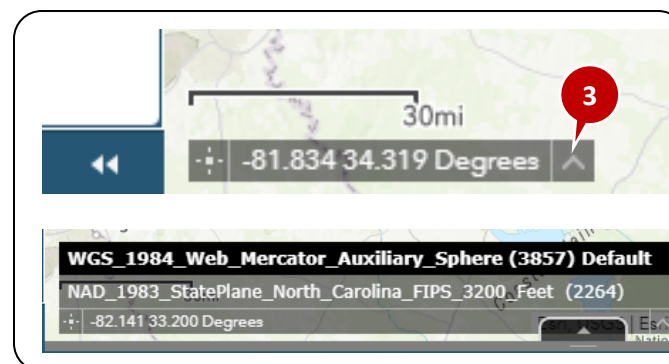 30mi
3
-81.834 34.319 Degrees
WGS_1984_Web_Mercator_Auxiliary_Sphere (3857) Default
NAD_1983_StatePlane_North_Carolina_FIPS_3200_Feet (2264)
-82.141 33.200 Degrees